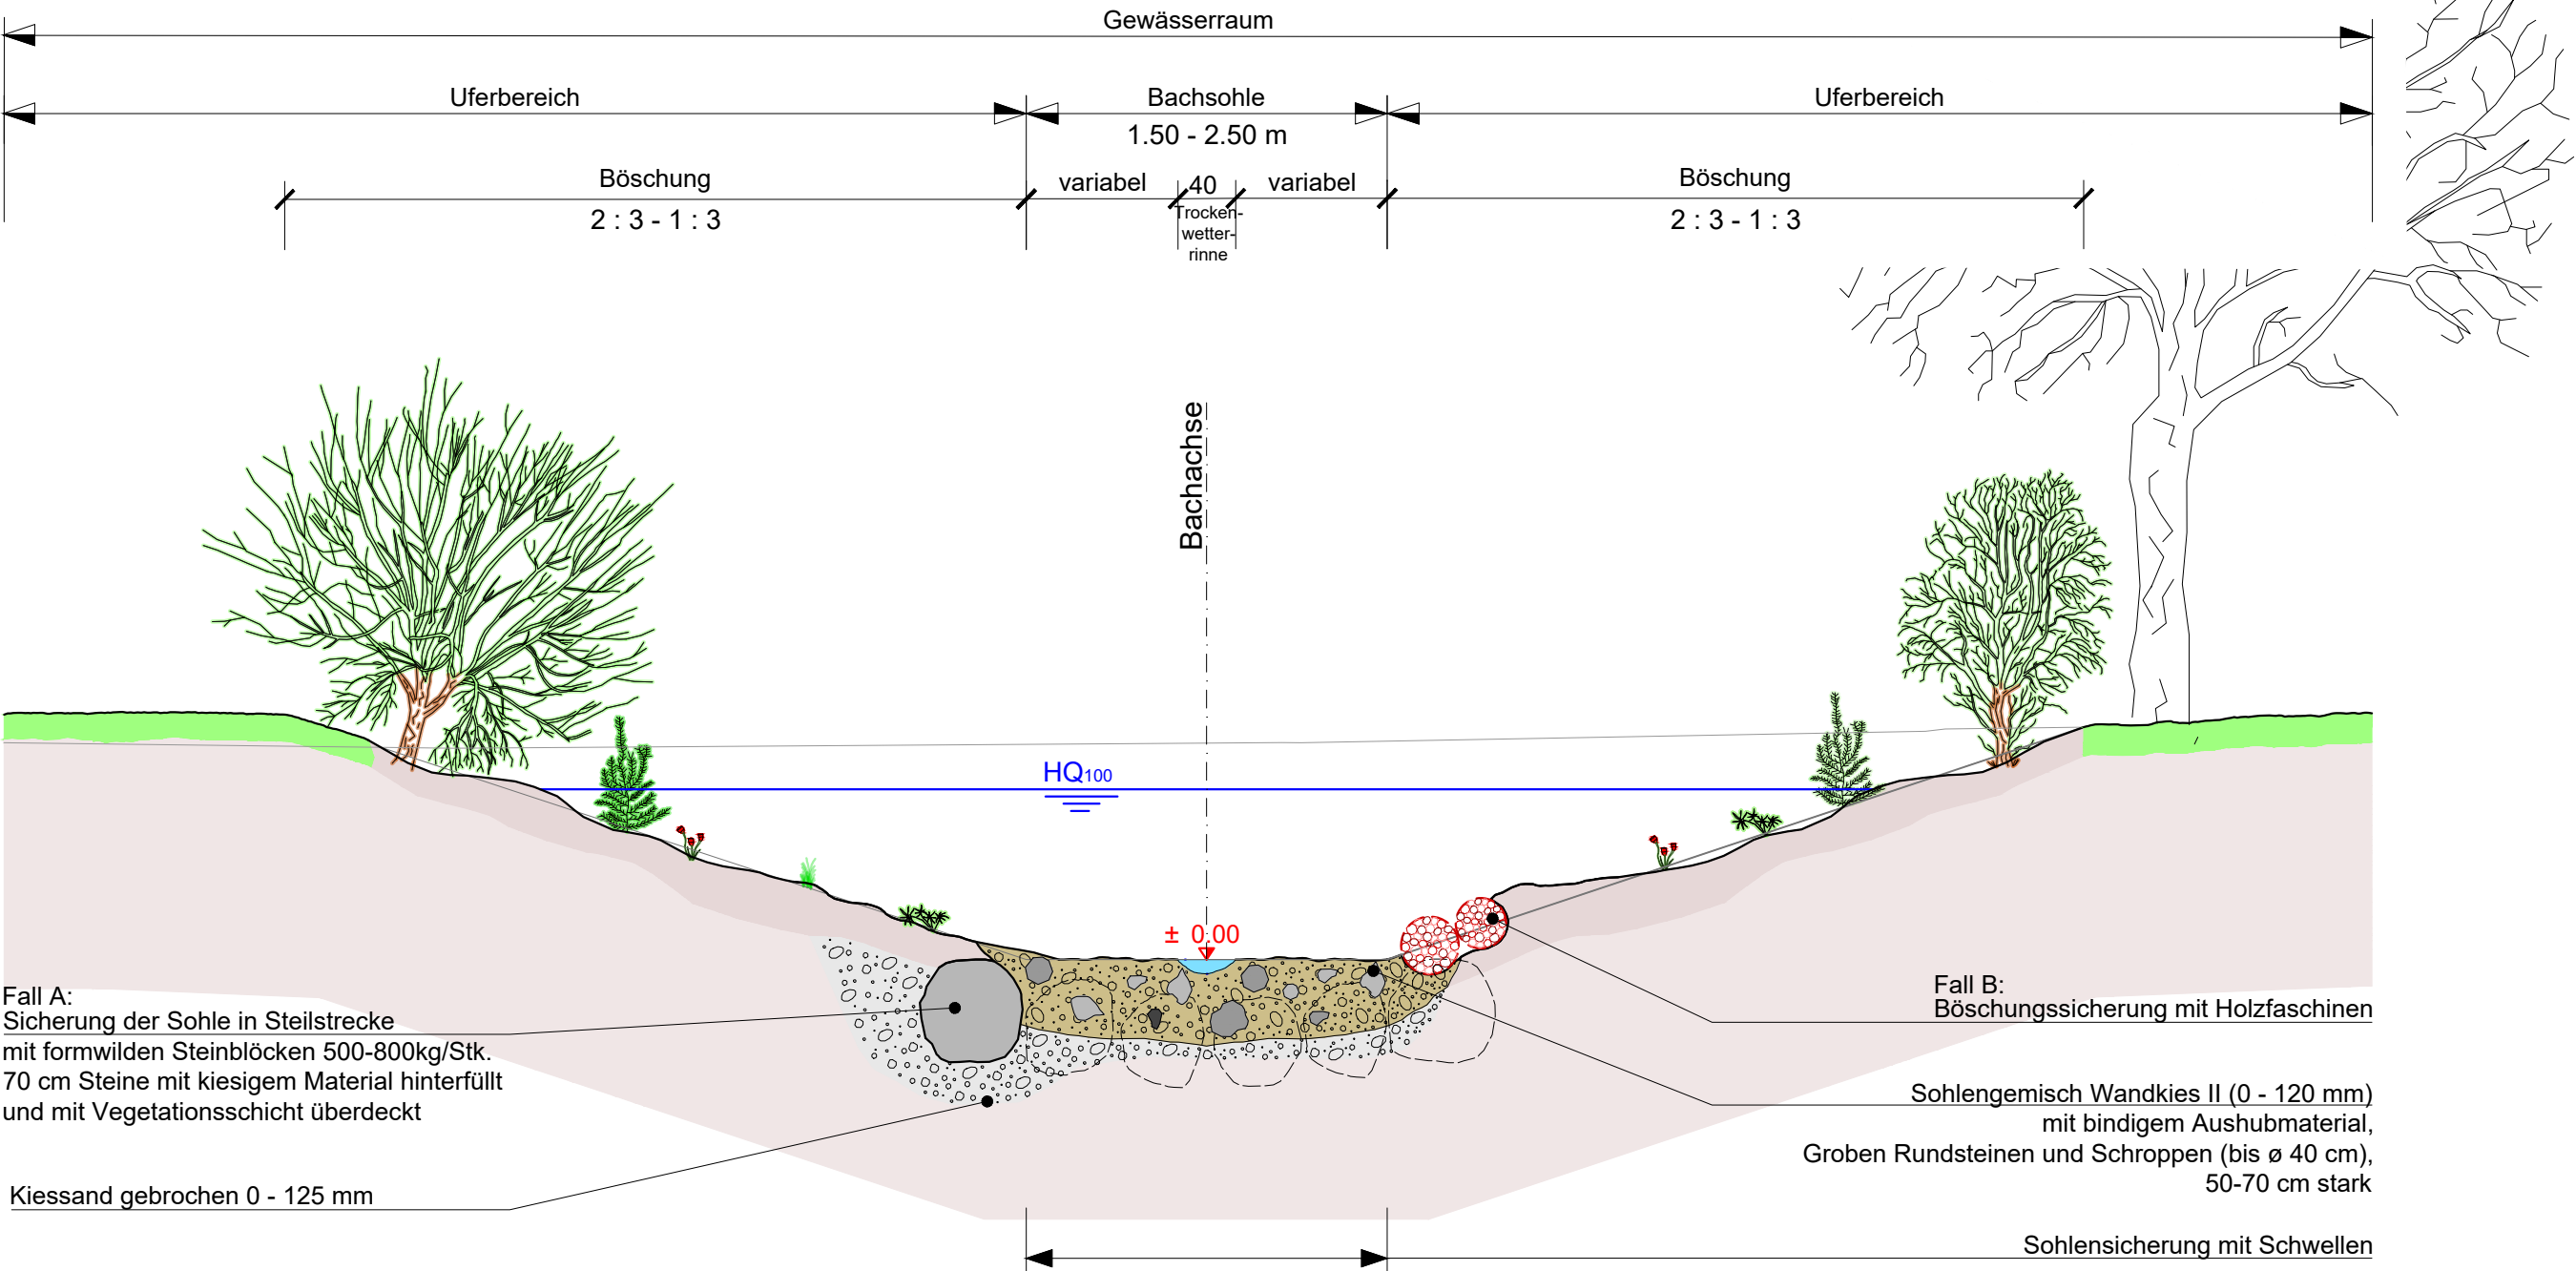 Gewässerraum
Uferbereich
Bachsohle
Uferbereich
1.50 - 2.50 m
Böschung
variabel
40
variabel
Böschung
2 : 3 - 1 : 3
Trocken-
wetter-
rinne
2 : 3 - 1 : 3
Bachachse
HQ100
± 0.00
Fall A:
Sicherung der Sohle in Steilstrecke
mit formwilden Steinblöcken 500-800kg/Stk.
70 cm Steine mit kiesigem Material hinterfüllt
und mit Vegetationsschicht überdeckt
Kiessand gebrochen 0 - 125 mm
Fall B:
Böschungssicherung mit Holzfaschinen
Sohlengemisch Wandkies II (0 - 120 mm)
mit bindigem Aushubmaterial,
Groben Rundsteinen und Schroppen (bis ø 40 cm),
50-70 cm stark
Sohlensicherung mit Schwellen